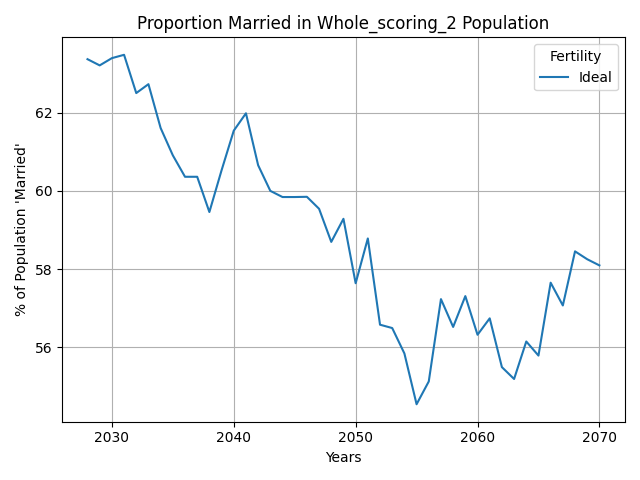 Proportion Married in Whole_scoring_2 Population
Fertility
Ideal
% of Population 'Married'
62
60
58
56
2030
2040
2050
2060
2070
Years